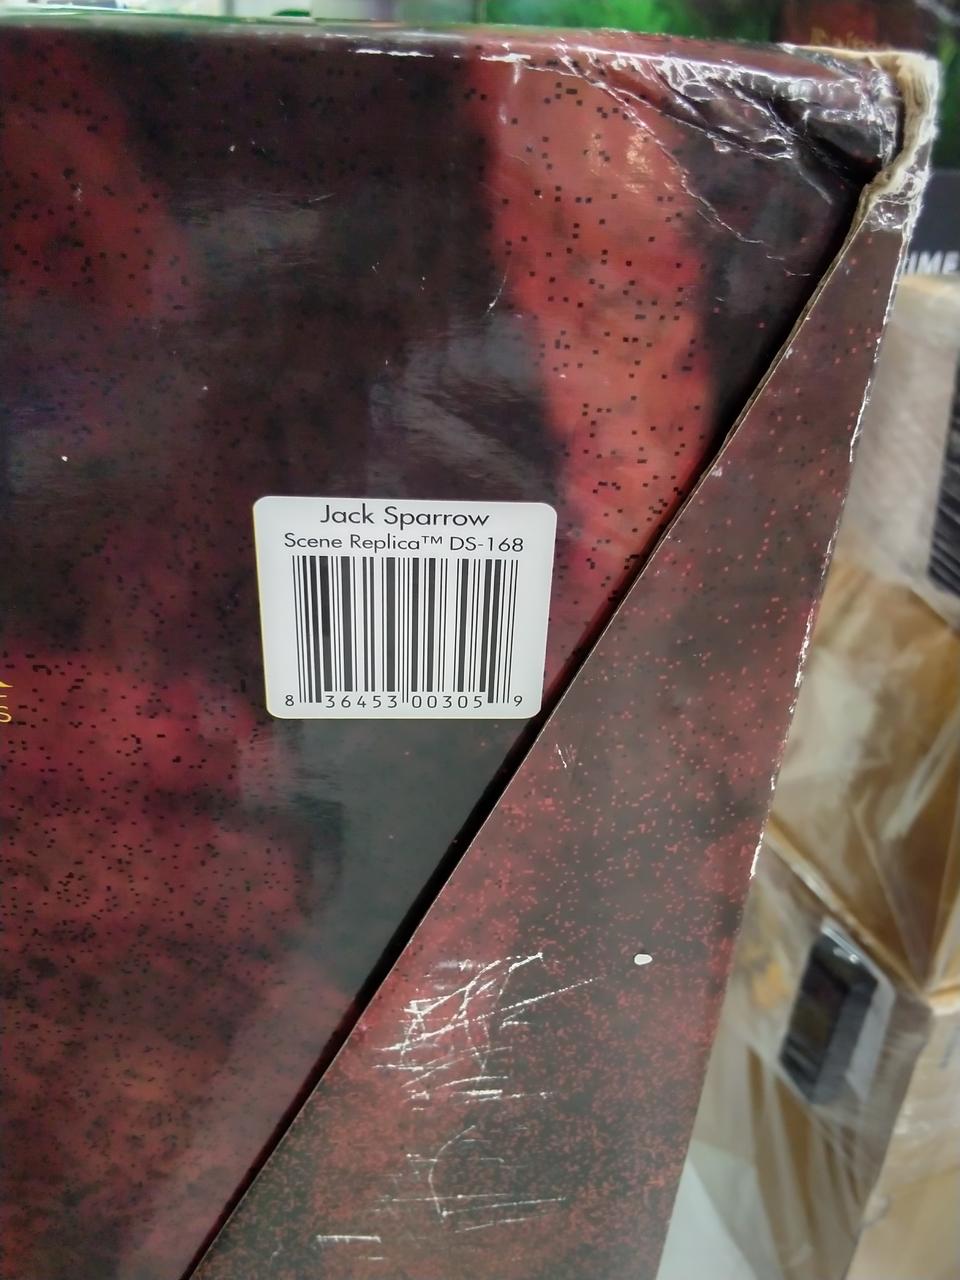 Jack Sparrow
Scene Replica™ DS-168
8 36453 00305 9